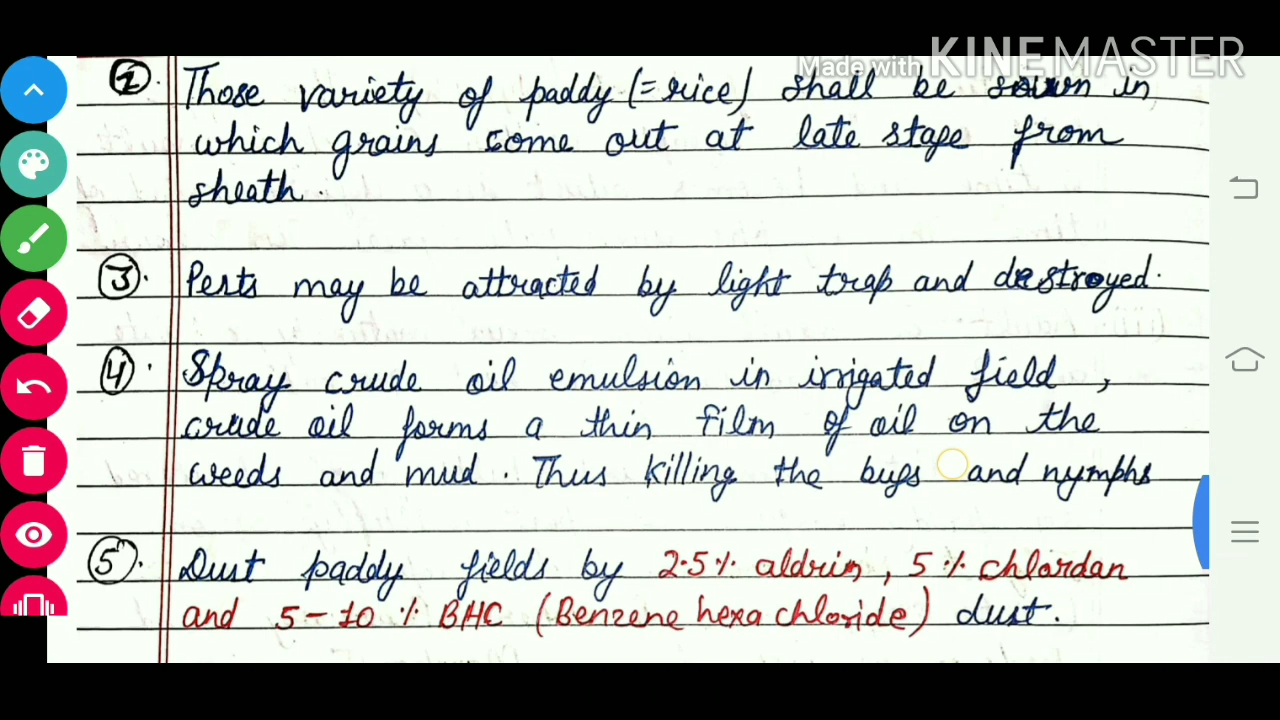 Made with KINEMASTER
② Those variety of paddy (=rice) shall be sown in
which grains come out at late stage from
sheath.
③. Pests may be attracted by light trap and destroyed.
④. Spray crude oil emulsion in irrigated field,
crude oil forms a thin film of oil on the
weeds and mud. Thus killing the bugs and nymphs
⑤. Dust paddy fields by 2.5% aldrin, 5% chlordan
and 5-10% BHC (Benzene hexa chloride) dust.